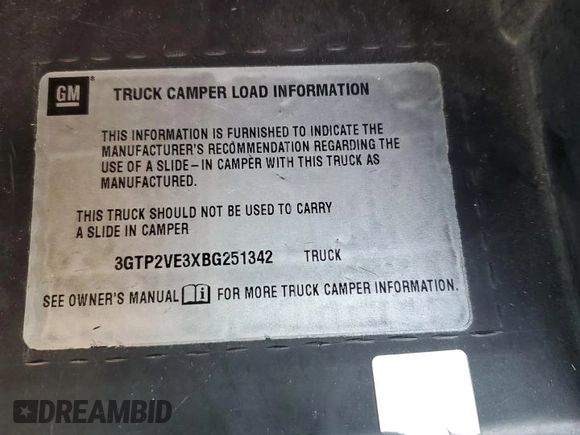 GM ® TRUCK CAMPER LOAD INFORMATION
THIS INFORMATION IS FURNISHED TO INDICATE THE
MANUFACTURER'S RECOMMENDATION REGARDING THE
USE OF A SLIDE-IN CAMPER WITH THIS TRUCK AS
MANUFACTURED.
THIS TRUCK SHOULD NOT BE USED TO CARRY
A SLIDE IN CAMPER
3GTP2VE3XBG251342 TRUCK
SEE OWNER'S MANUAL FOR MORE TRUCK CAMPER INFORMATION.
DREAMBID